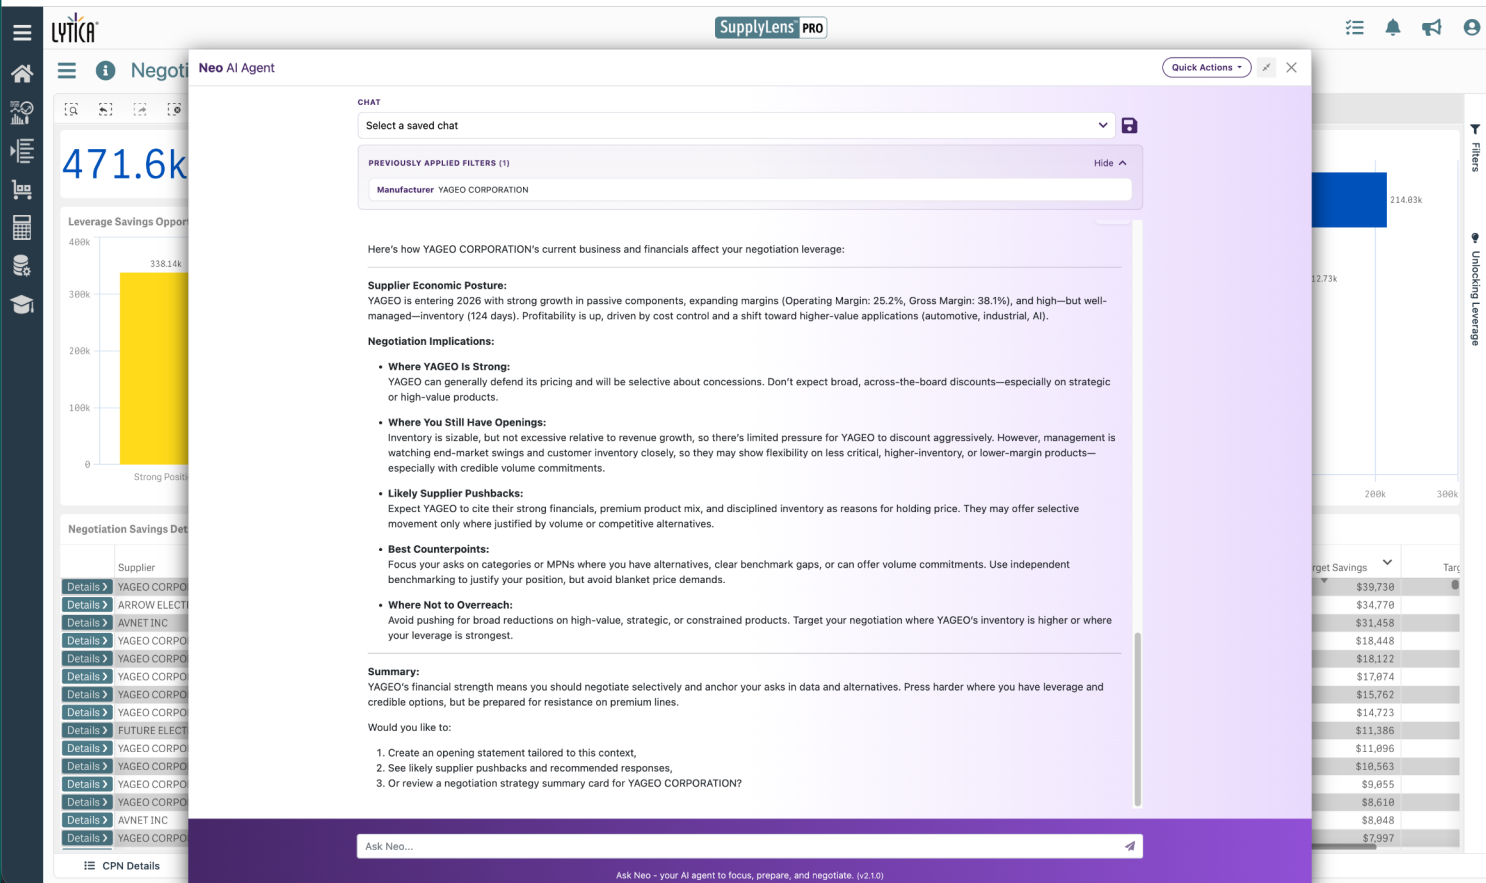 LYTICA
SupplyLens PRO
Negoti
Neo AI Agent
Quick Actions
CHAT
Select a saved chat
PREVIOUSLY APPLIED FILTERS (1)
Hide
Manufacturer YAGEO CORPORATION
471.6k
Leverage Savings Oppor
400k
338.14k
300k
200k
100k
0
Strong Positi
Here's how YAGEO CORPORATION's current business and financials affect your negotiation leverage:
Supplier Economic Posture:
YAGEO is entering 2026 with strong growth in passive components, expanding margins (Operating Margin: 25.2%, Gross Margin: 38.1%), and high—but well-
managed—inventory (124 days). Profitability is up, driven by cost control and a shift toward higher-value applications (automotive, industrial, AI).
Negotiation Implications:
• Where YAGEO Is Strong:
YAGEO can generally defend its pricing and will be selective about concessions. Don't expect broad, across-the-board discounts—especially on strategic
or high-value products.
• Where You Still Have Openings:
Inventory is sizable, but not excessive relative to revenue growth, so there's limited pressure for YAGEO to discount aggressively. However, management is
watching end-market swings and customer inventory closely, so they may show flexibility on less critical, higher-inventory, or lower-margin products—
especially with credible volume commitments.
• Likely Supplier Pushbacks:
Expect YAGEO to cite their strong financials, premium product mix, and disciplined inventory as reasons for holding price. They may offer selective
movement only where justified by volume or competitive alternatives.
• Best Counterpoints:
Focus your asks on categories or MPNs where you have alternatives, clear benchmark gaps, or can offer volume commitments. Use independent
benchmarking to justify your position, but avoid blanket price demands.
• Where Not to Overreach:
Avoid pushing for broad reductions on high-value, strategic, or constrained products. Target your negotiation where YAGEO's inventory is higher or where
your leverage is strongest.
Summary:
YAGEO's financial strength means you should negotiate selectively and anchor your asks in data and alternatives. Press harder where you have leverage and
credible options, but be prepared for resistance on premium lines.
Would you like to:
1. Create an opening statement tailored to this context,
2. See likely supplier pushbacks and recommended responses,
3. Or review a negotiation strategy summary card for YAGEO CORPORATION?
Ask Neo...
Ask Neo - your AI agent to focus, prepare, and negotiate. (v2.1.0)
Negotiation Savings Det
Supplier
Details YAGEO CORPO
Details ARROW ELECT
Details AVNET INC
Details YAGEO CORPO
Details YAGEO CORPO
Details YAGEO CORPO
Details YAGEO CORPO
Details YAGEO CORPO
Details FUTURE ELECT
Details YAGEO CORPO
Details YAGEO CORPO
Details YAGEO CORPO
Details YAGEO CORPO
Details AVNET INC
Details YAGEO CORPO
CPN Details
214.03k
12.73k
200k
300k
rget Savings
Targ
$39,730
$34,770
$31,458
$18,448
$18,122
$17,074
$15,762
$14,723
$11,386
$11,096
$10,563
$9,055
$8,610
$8,048
$7,997
Filters
Unlocking Leverage